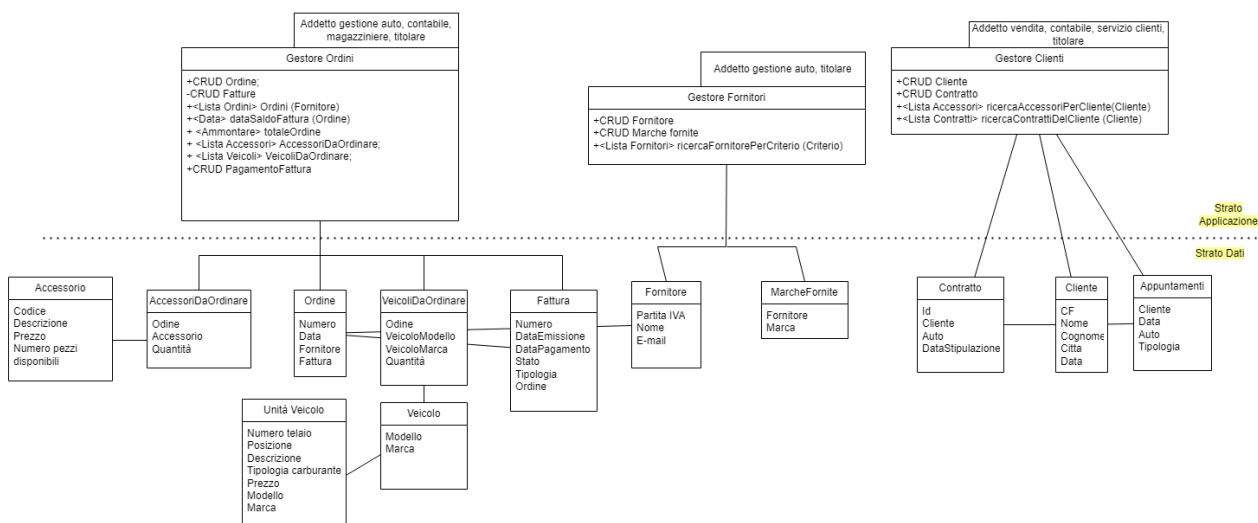 Addetto gestione auto, contabile,
magazziniere, titolare
Gestore Ordini
+CRUD Ordine;
-CRUD Fatture
+<Lista Ordini> Ordini (Fornitore)
+<Data> dataSaldoFattura (Ordine)
+ <Ammontare> totaleOrdine
+ <Lista Accessori> AccessoriDaOrdinare;
+ <Lista Veicoli> VeicoliDaOrdinare;
+CRUD PagamentoFattura
Addetto gestione auto, titolare
Gestore Fornitori
+CRUD Fornitore
+CRUD Marche fornite
+<Lista Fornitori> ricercaFornitorePerCriterio (Criterio)
Addetto vendita, contabile, servizio clienti,
titolare
Gestore Clienti
+CRUD Cliente
+CRUD Contratto
+<Lista Accessori> ricercaAccessoriPerCliente(Cliente)
+<Lista Contratti> ricercaContrattiDelCliente (Cliente)
Strato
Applicazione
Strato Dati
Accessorio
Codice
Descrizione
Prezzo
Numero pezzi
disponibili
AccessoriDaOrdinare
Odine
Accessorio
Quantità
Ordine
Numero
Data
Fornitore
Fattura
VeicoliDaOrdinare
Odine
VeicoloModello
VeicoloMarca
Quantità
Fattura
Numero
DataEmissione
DataPagamento
Stato
Tipologia
Ordine
Fornitore
Partita IVA
Nome
E-mail
MarcheFornite
Fornitore
Marca
Contratto
Id
Cliente
Auto
DataStipulazione
Cliente
CF
Nome
Cognome
Citta
Data
Appuntamenti
Cliente
Data
Auto
Tipologia
Unità Veicolo
Numero telaio
Posizione
Descrizione
Tipologia carburante
Prezzo
Modello
Marca
Veicolo
Modello
Marca